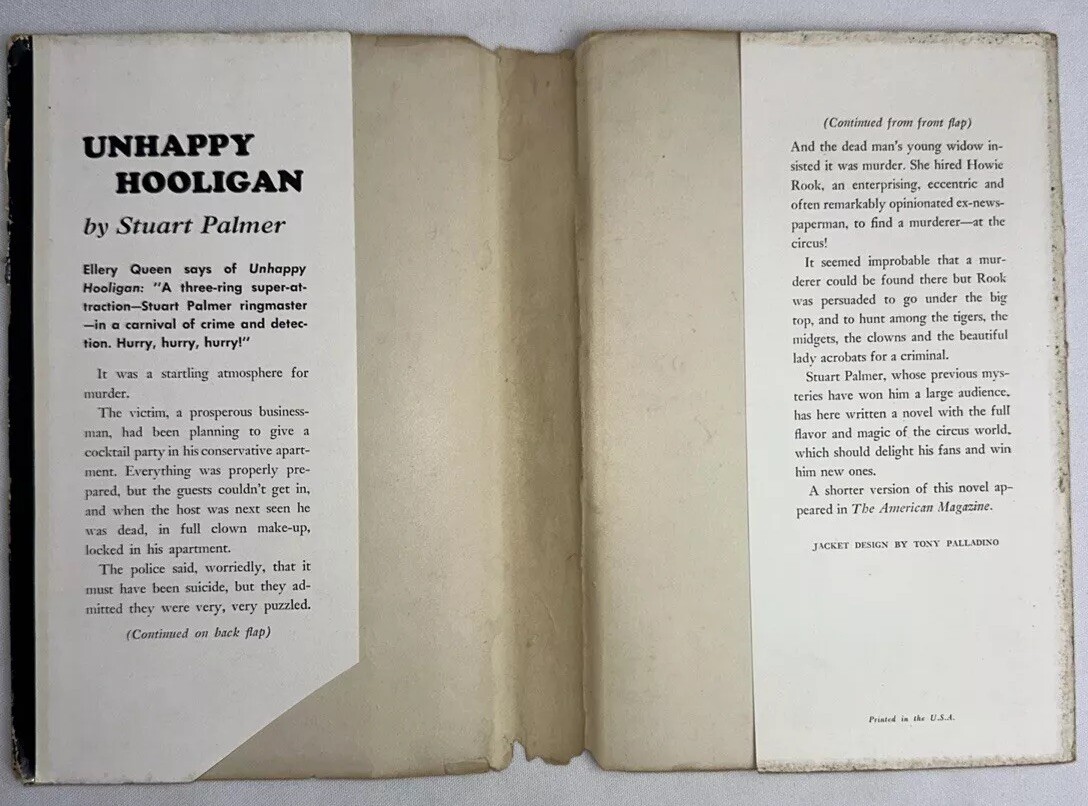 UNHAPPY
HOOLIGAN
by Stuart Palmer
Ellery Queen says of Unhappy
Hooligan: "A three-ring super-at-
traction—Stuart Palmer ringmaster
—in a carnival of crime and detec-
tion. Hurry, hurry, hurry!"
It was a startling atmosphere for
murder.
The victim, a prosperous business-
man, had been planning to give a
cocktail party in his conservative apart-
ment. Everything was properly pre-
pared, but the guests couldn't get in,
and when the host was next seen he
was dead, in full clown make-up,
locked in his apartment.
The police said, worriedly, that it
must have been suicide, but they ad-
mitted they were very, very puzzled.
(Continued on back flap)
(Continued from front flap)
And the dead man's young widow in-
sisted it was murder. She hired Howie
Rook, an enterprising, eccentric and
often remarkably opinionated ex-news-
paperman, to find a murderer—at the
circus!
It seemed improbable that a mur-
derer could be found there but Rook
was persuaded to go under the big
top, and to hunt among the tigers, the
midgets, the clowns and the beautiful
lady acrobats for a criminal.
Stuart Palmer, whose previous mys-
teries have won him a large audience,
has here written a novel with the full
flavor and magic of the circus world,
which should delight his fans and win
him new ones.
A shorter version of this novel ap-
peared in The American Magazine.
JACKET DESIGN BY TONY PALLADINO
Printed in the U.S.A.